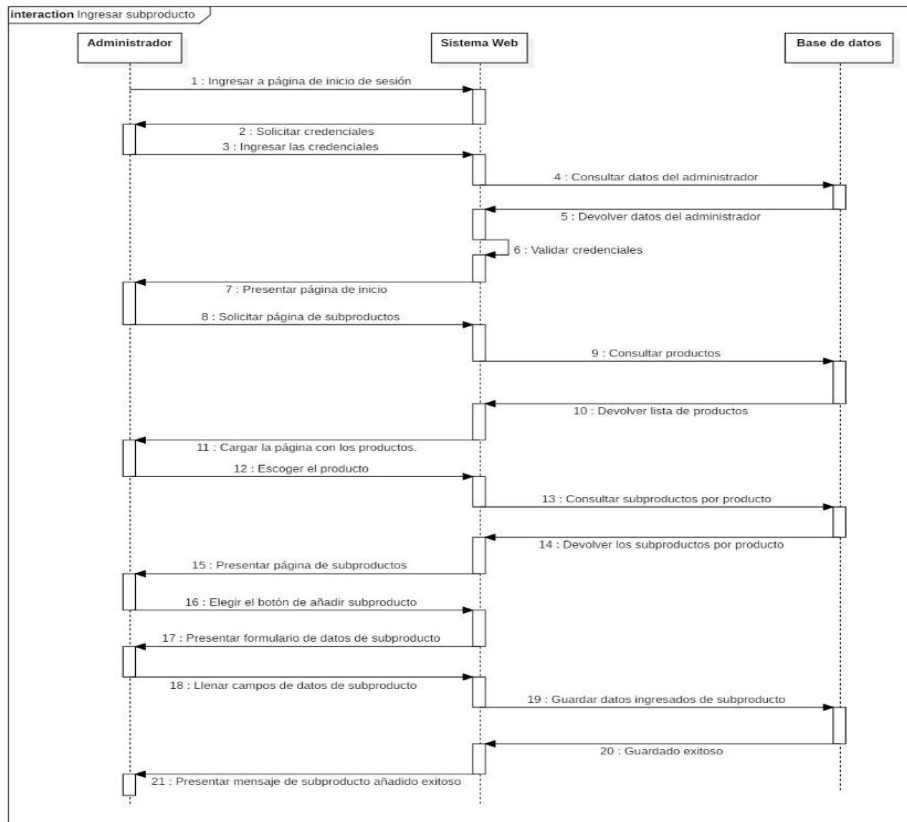 interaction Ingresar subproducto
Administrador
Sistema Web
Base de datos
1 : Ingresar a página de inicio de sesión
2 : Solicitar credenciales
3 : Ingresar las credenciales
4 : Consultar datos del administrador
5 : Devolver datos del administrador
6 : Validar credenciales
7 : Presentar página de inicio
8 : Solicitar página de subproductos
9 : Consultar productos
10 : Devolver lista de productos
11 : Cargar la página con los productos.
12 : Escoger el producto
13 : Consultar subproductos por producto
14 : Devolver los subproductos por producto
15 : Presentar página de subproductos
16 : Elegir el botón de añadir subproducto
17 : Presentar formulario de datos de subproducto
18 : Llenar campos de datos de subproducto
19 : Guardar datos ingresados de subproducto
20 : Guardado exitoso
21 : Presentar mensaje de subproducto añadido exitoso